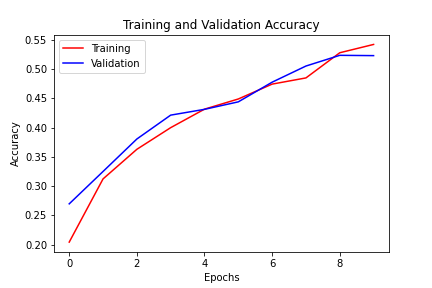 Training and Validation Accuracy
Training
Validation
0.55
0.50
0.45
0.40
0.35
0.30
0.25
0.20
Accuracy
0 2 4 6 8
Epochs